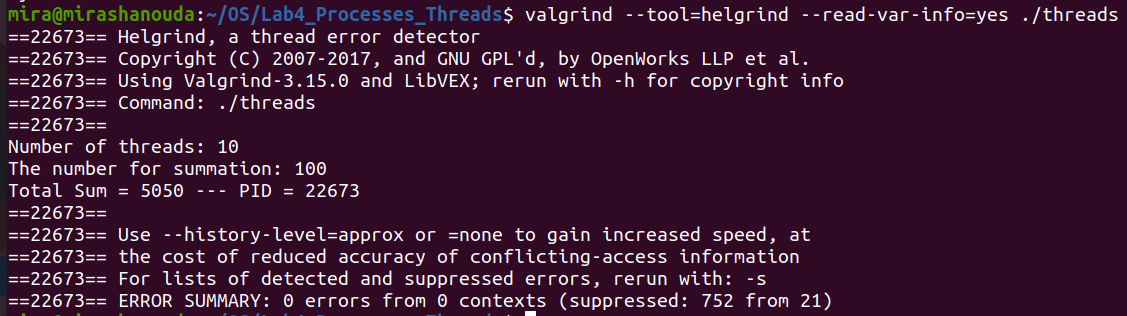 mira@mirashanouda:~/OS/Lab4_Processes_Threads$ valgrind --tool=helgrind --read-var-info=yes ./threads
==22673== Helgrind, a thread error detector
==22673== Copyright (C) 2007-2017, and GNU GPL'd, by OpenWorks LLP et al.
==22673== Using Valgrind-3.15.0 and LibVEX; rerun with -h for copyright info
==22673== Command: ./threads
==22673==
Number of threads: 10
The number for summation: 100
Total Sum = 5050 --- PID = 22673
==22673==
==22673== Use --history-level=approx or =none to gain increased speed, at
==22673== the cost of reduced accuracy of conflicting-access information
==22673== For lists of detected and suppressed errors, rerun with: -s
==22673== ERROR SUMMARY: 0 errors from 0 contexts (suppressed: 752 from 21)